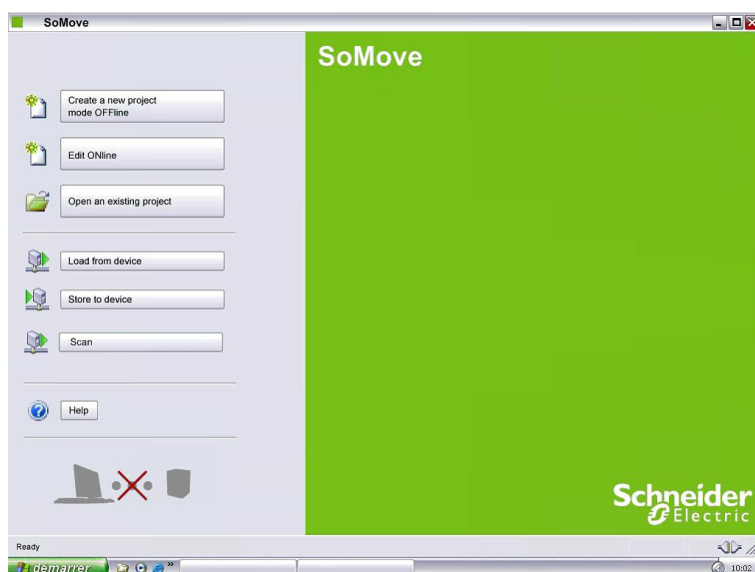 SoMove
SoMove
Create a new project
mode OFFline
Edit ONline
Open an existing project
Load from device
Store to device
Scan
Help
Schneider
Electric
Ready
démarrer
10:02